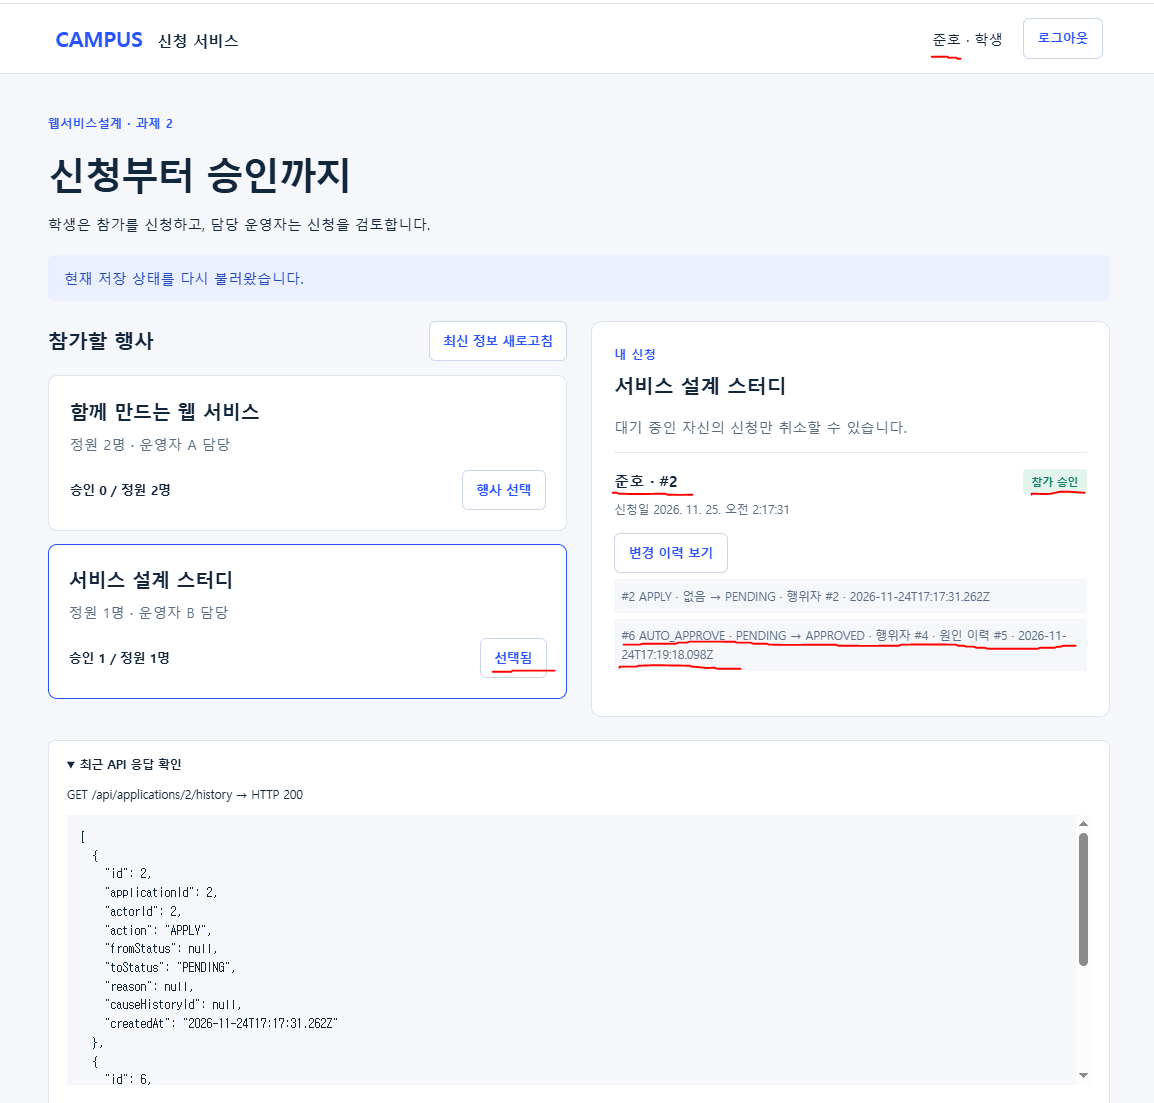 CAMPUS 신청 서비스
준호 · 학생
로그아웃
웹서비스설계 · 과제 2
신청부터 승인까지
학생은 참가를 신청하고, 담당 운영자는 신청을 검토합니다.
현재 저장 상태를 다시 불러왔습니다.
참가할 행사
최신 정보 새로고침
함께 만드는 웹 서비스
정원 2명 · 운영자 A 담당
승인 0 / 정원 2명
행사 선택
서비스 설계 스터디
정원 1명 · 운영자 B 담당
승인 1 / 정원 1명
선택됨
내 신청
서비스 설계 스터디
대기 중인 자신의 신청만 취소할 수 있습니다.
준호 · #2
참가 승인
신청일 2026. 11. 25. 오전 2:17:31
변경 이력 보기
#2 APPLY · 없음 → PENDING · 행위자 #2 · 2026-11-24T17:17:31.262Z
#6 AUTO_APPROVE · PENDING → APPROVED · 행위자 #4 · 원인 이력 #5 · 2026-11-
24T17:19:18.098Z
▼ 최근 API 응답 확인
GET /api/applications/2/history → HTTP 200
[
{
"id": 2,
"applicationId": 2,
"actorId": 2,
"action": "APPLY",
"fromStatus": null,
"toStatus": "PENDING",
"reason": null,
"causeHistoryId": null,
"createdAt": "2026-11-24T17:17:31.262Z"
},
{
"id": 6,